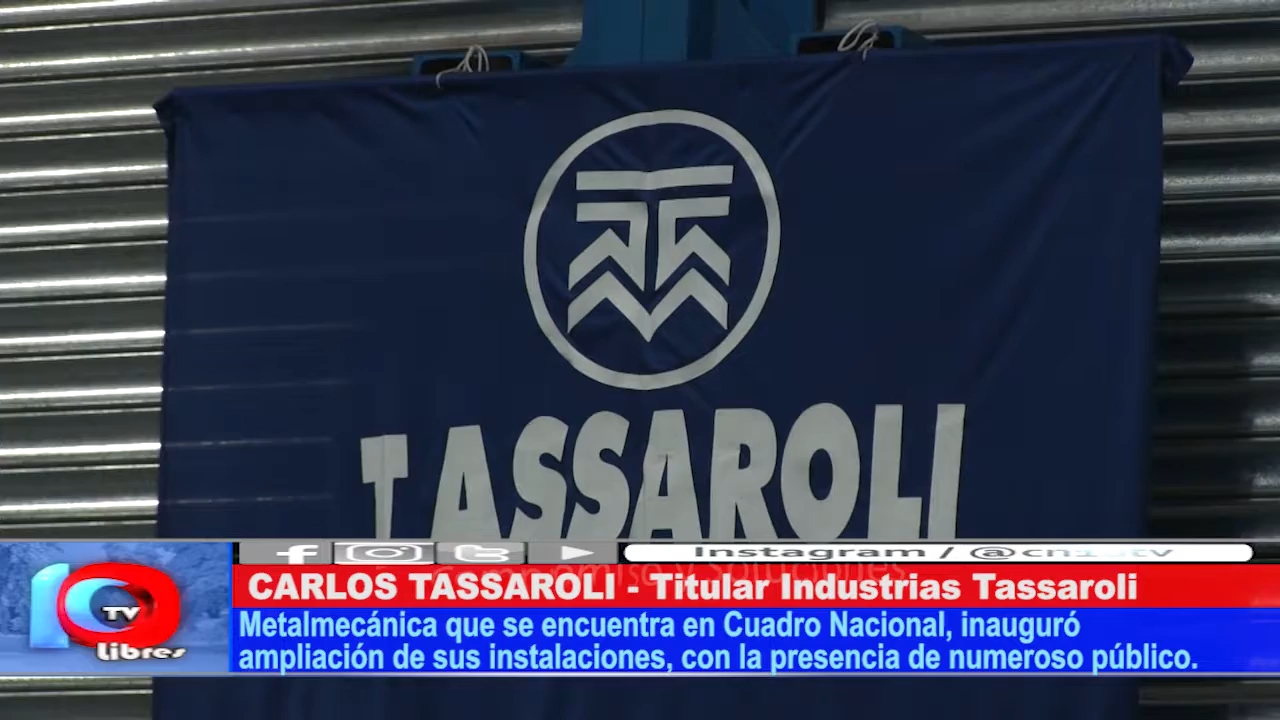 TASSAROLI
Instagram / @cn10tv
CARLOS TASSAROLI - Titular Industrias Tassaroli
Metalmecánica que se encuentra en Cuadro Nacional, inauguró
ampliación de sus instalaciones, con la presencia de numeroso público.
TV
libres